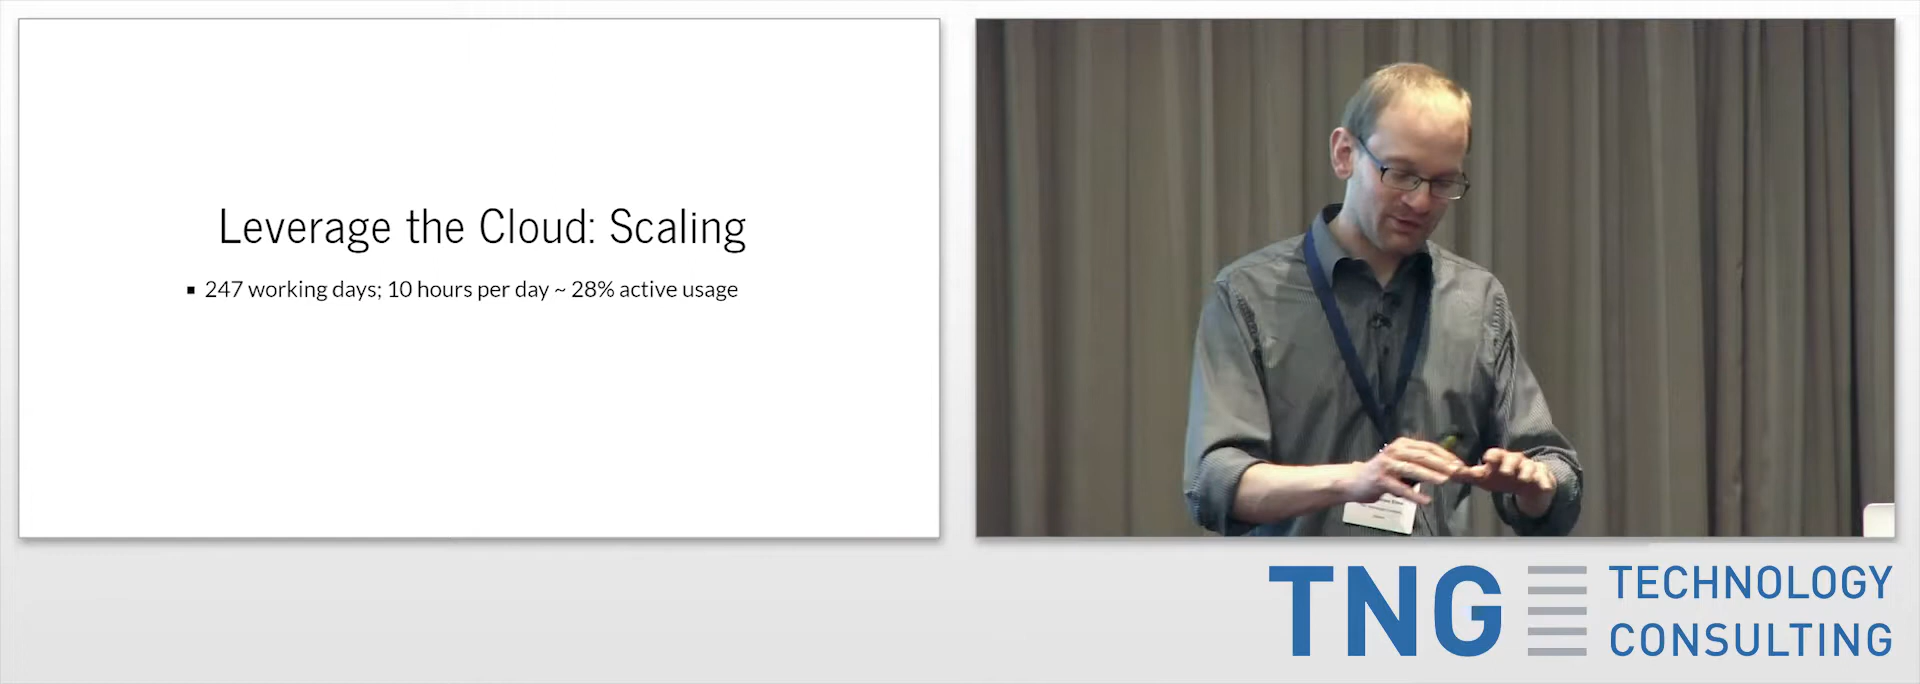 Leverage the Cloud: Scaling
▪ 247 working days; 10 hours per day ~ 28% active usage
TNG TECHNOLOGY
CONSULTING